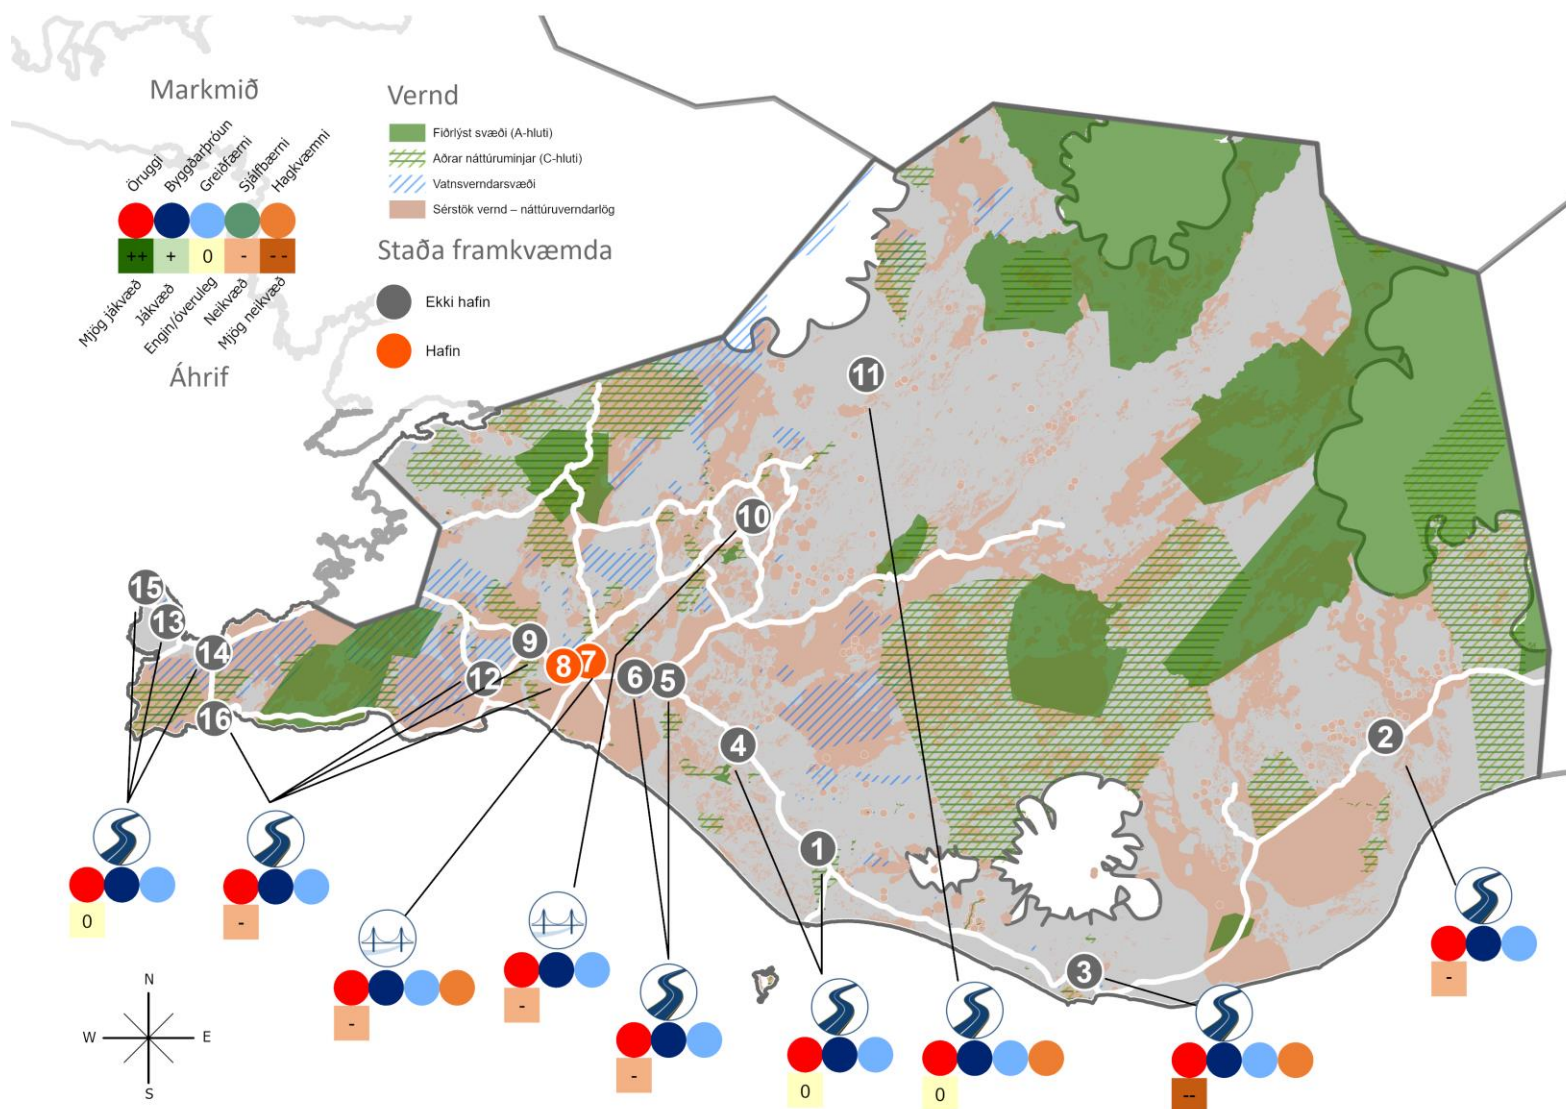 Markmið
Öruggi
Byggðarþróun
Greiðfærni
Sjálfbærni
Hagkvæmni
++
+
0
-
- -
Mjög jákvæð
Jákvæð
Engin/óveruleg
Neikvæð
Mjög neikvæð
Áhrif
Vernd
Fiðrlýst svæði (A-hluti)
Aðrar náttúruminjar (C-hluti)
Vatnsverndarsvæði
Sérstök vernd – náttúruverndarlög
Staða framkvæmda
Ekki hafin
Hafin
11
10
15
13
14
16
9
12
8
7
6
5
4
2
1
3
0
-
-
-
-
0
0
--
-
N
W
E
S